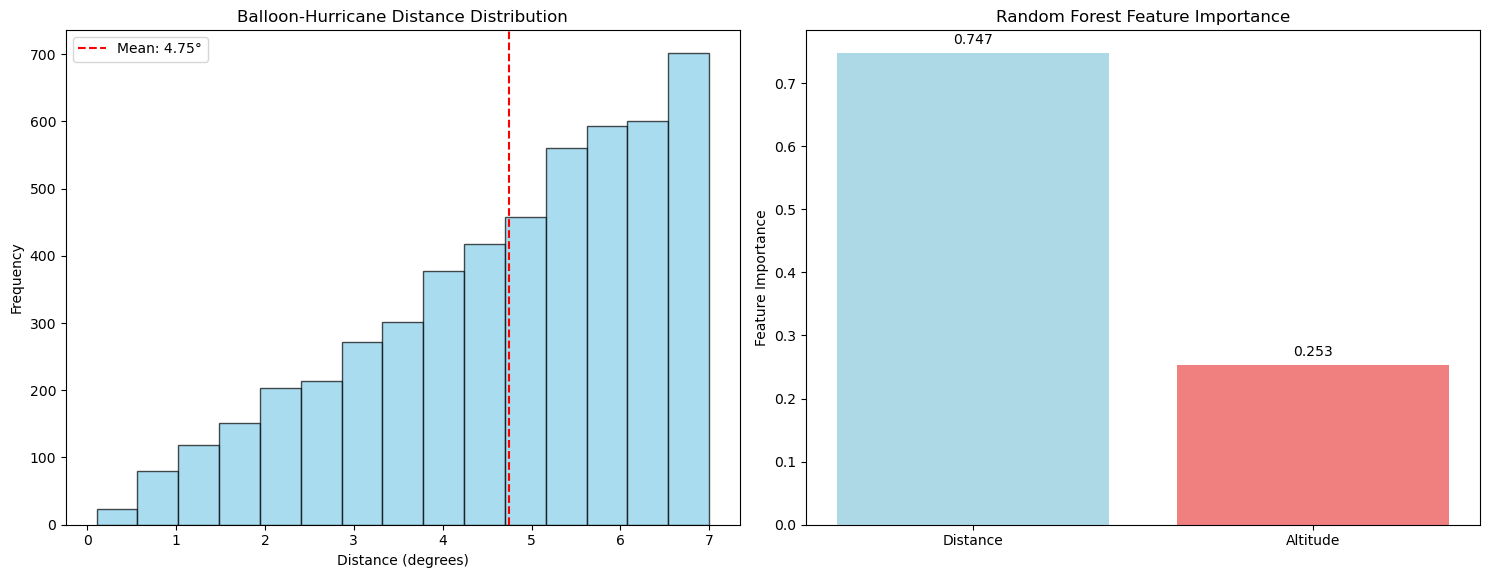 Balloon-Hurricane Distance Distribution
Mean: 4.75°
Frequency
700
600
500
400
300
200
100
0
0 1 2 3 4 5 6 7
Distance (degrees)
Random Forest Feature Importance
Feature Importance
0.7
0.6
0.5
0.4
0.3
0.2
0.1
0.0
0.747
0.253
Distance Altitude